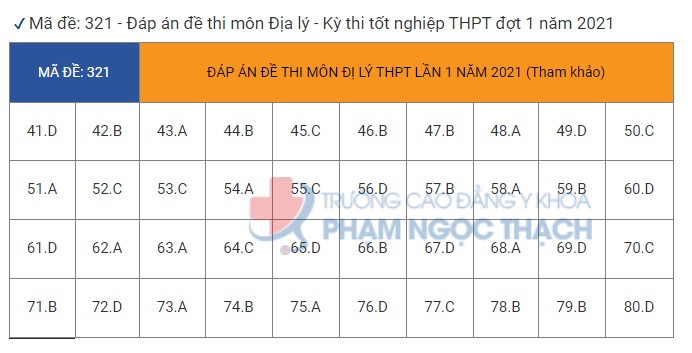 ✓ Mã đề: 321 - Đáp án đề thi môn Địa lý - Kỳ thi tốt nghiệp THPT đợt 1 năm 2021
MÃ ĐỀ: 321 ĐÁP ÁN ĐỀ THI MÔN ĐỊ LÝ THPT LẦN 1 NĂM 2021 (Tham khảo)
41.D 42.B 43.A 44.B 45.C 46.B 47.B 48.A 49.D 50.C
51.A 52.C 53.C 54.A 55.C 56.D 57.B 58.A 59.B 60.D
TRƯỜNG CAO ĐẲNG Y KHOA
PHẠM NGỌC THẠCH
61.D 62.A 63.A 64.C 65.D 66.B 67.D 68.A 69.D 70.C
71.B 72.D 73.A 74.B 75.A 76.D 77.C 78.B 79.B 80.D